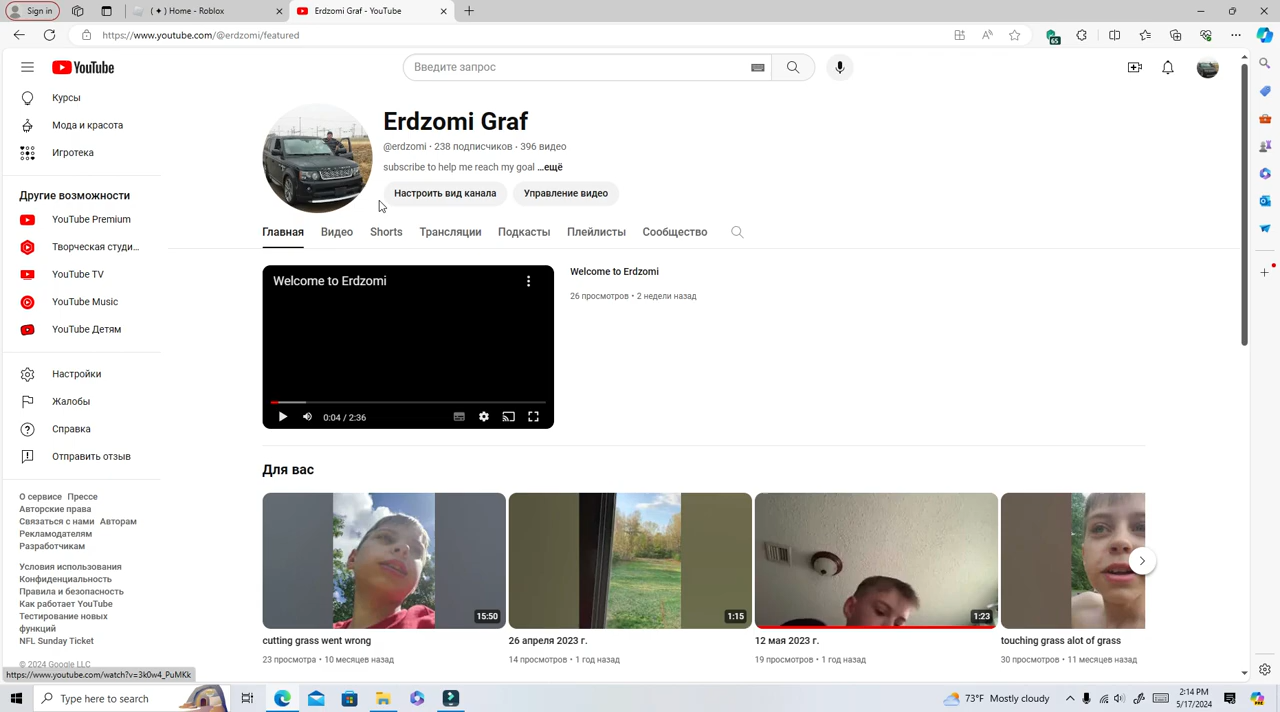 Sign in
( ✦ ) Home - Roblox
Erdzomi Graf - YouTube
https://www.youtube.com/@erdzomi/featured
65
YouTube
Введите запрос
Курсы
Мода и красота
Игротека
Другие возможности
YouTube Premium
Творческая студи...
YouTube TV
YouTube Music
YouTube Детям
Настройки
Жалобы
Справка
Отправить отзыв
О сервисе Прессе
Авторские права
Связаться с нами Авторам
Рекламодателям
Разработчикам
Условия использования
Конфиденциальность
Правила и безопасность
Как работает YouTube
Тестирование новых
функций
NFL Sunday Ticket
© 2024 Google LLC
Erdzomi Graf
@erdzomi · 238 подписчиков · 396 видео
subscribe to help me reach my goal ...ещё
Настроить вид канала
Управление видео
Главная
Видео
Shorts
Трансляции
Подкасты
Плейлисты
Сообщество
Welcome to Erdzomi
0:04 / 2:36
Welcome to Erdzomi
26 просмотров • 2 недели назад
Для вас
15:50
cutting grass went wrong
23 просмотра • 10 месяцев назад
1:15
26 апреля 2023 г.
14 просмотров • 1 год назад
1:23
12 мая 2023 г.
19 просмотров • 1 год назад
touching grass alot of grass
30 просмотров • 11 месяцев назад
https://www.youtube.com/watch?v=3k0w4_PuMKk
Type here to search
73°F Mostly cloudy
2:14 PM
5/17/2024